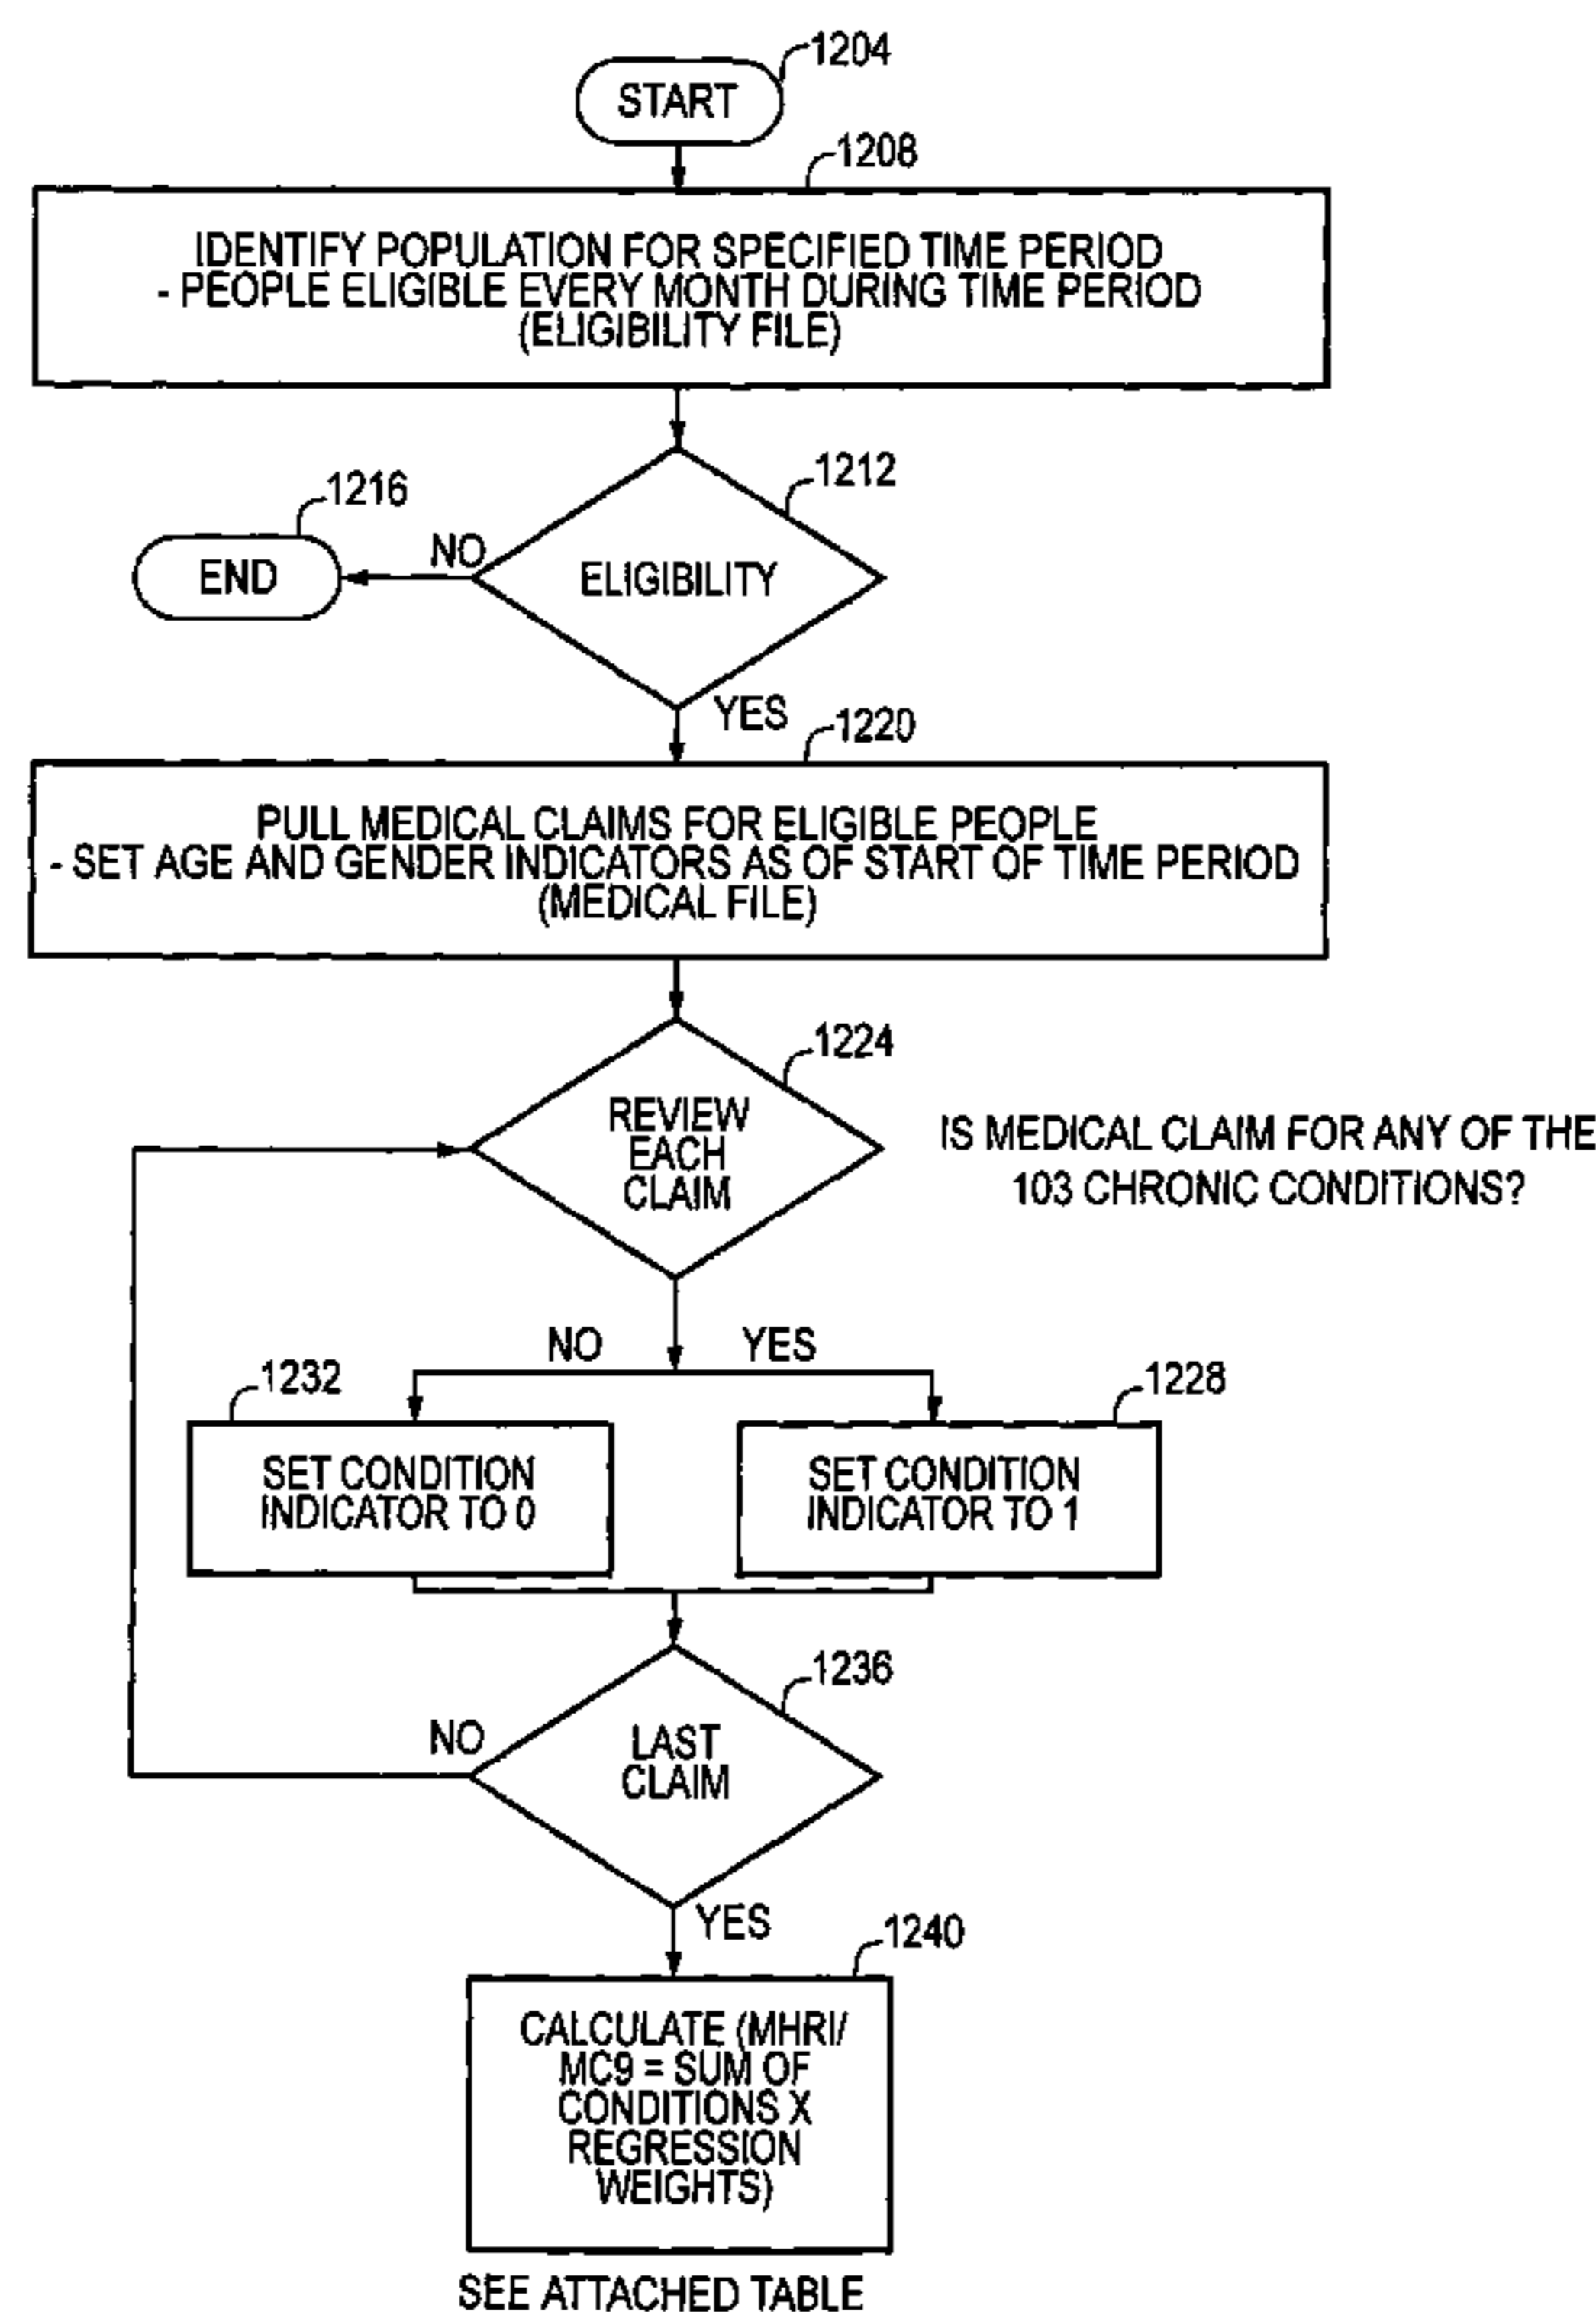 1204
START
1208
IDENTIFY POPULATION FOR SPECIFIED TIME PERIOD
- PEOPLE ELIGIBLE EVERY MONTH DURING TIME PERIOD
(ELIGIBILITY FILE)
1212
1216
NO
END
ELIGIBILITY
YES
1220
PULL MEDICAL CLAIMS FOR ELIGIBLE PEOPLE
- SET AGE AND GENDER INDICATORS AS OF START OF TIME PERIOD
(MEDICAL FILE)
1224
REVIEW
EACH
CLAIM
IS MEDICAL CLAIM FOR ANY OF THE
103 CHRONIC CONDITIONS?
NO
YES
1232
1228
SET CONDITION
INDICATOR TO 0
SET CONDITION
INDICATOR TO 1
1236
NO
LAST
CLAIM
YES
1240
CALCULATE (MHRI/
MC9 = SUM OF
CONDITIONS X
REGRESSION
WEIGHTS)
SEE ATTACHED TABLE